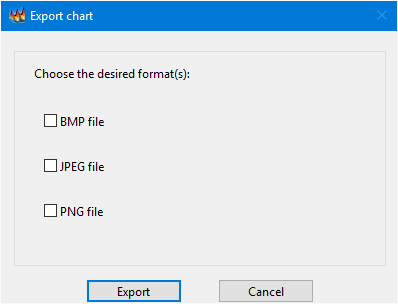 Export chart
Choose the desired format(s):
BMP file
JPEG file
PNG file
Export
Cancel